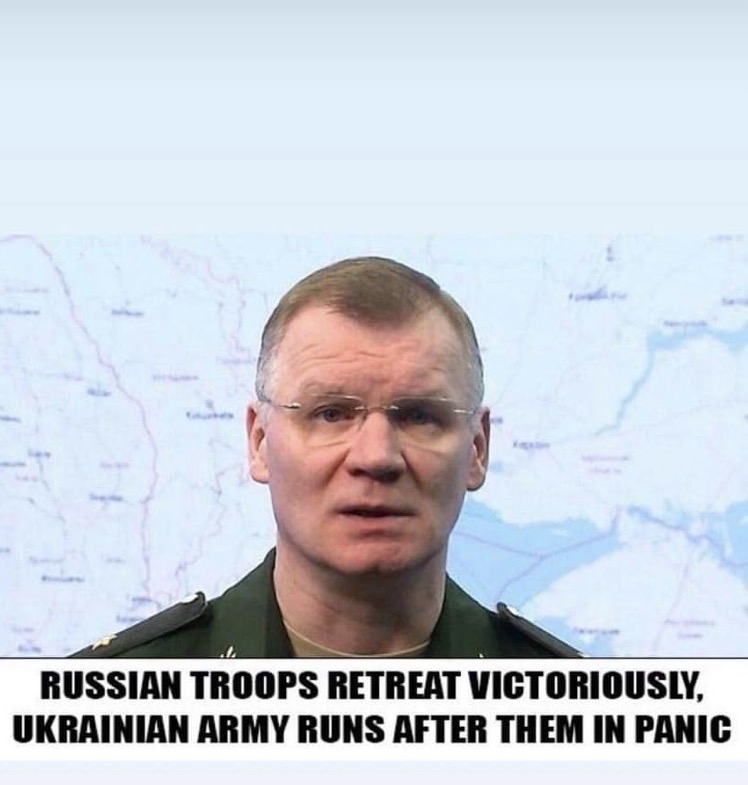 RUSSIAN TROOPS RETREAT VICTORIOUSLY,
UKRAINIAN ARMY RUNS AFTER THEM IN PANIC